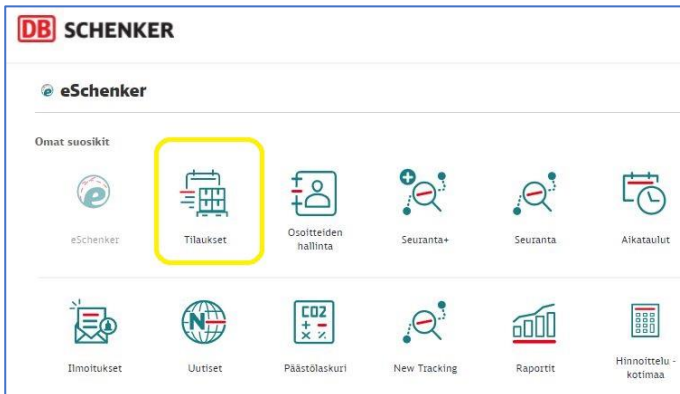 DB SCHENKER
eSchenker
Omat suosikit
eSchenker
Tilaukset
Osoitteiden
hallinta
Seuranta+
Seuranta
Aikataulut
N
CO2
Ilmoitukset
Uutiset
Päästölaskuri
New Tracking
Raportit
Hinnoittelu -
kotimaa